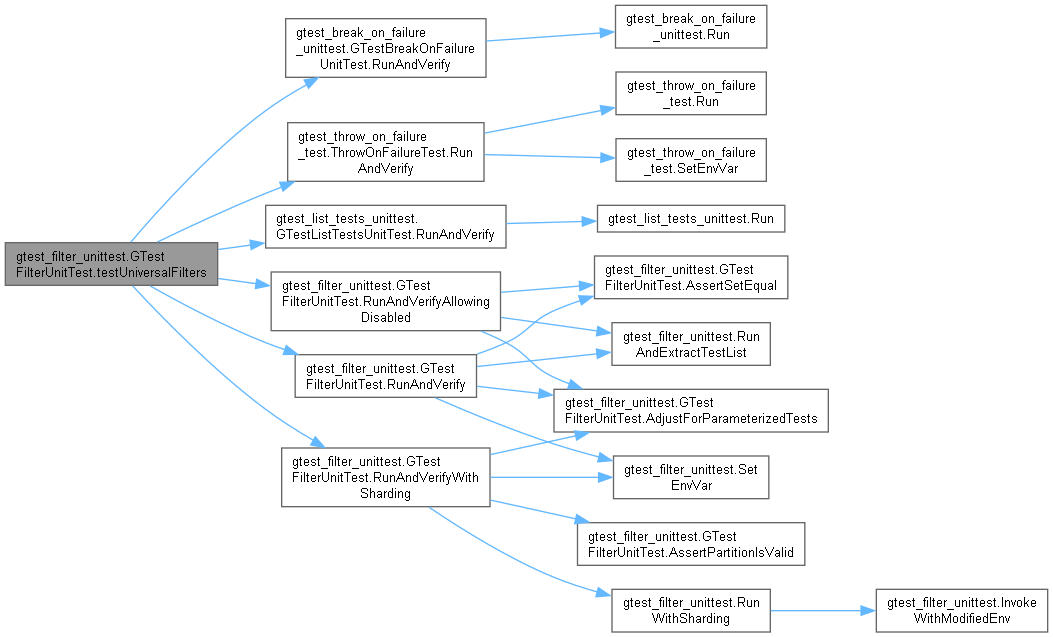 gtest_filter_unittest.GTest
FilterUnitTest.testUniversalFilters
gtest_break_on_failure
_unittest.GTestBreakOnFailure
UnitTest.RunAndVerify
gtest_break_on_failure
_unittest.Run
gtest_throw_on_failure
_test.ThrowOnFailureTest.Run
AndVerify
gtest_throw_on_failure
_test.Run
gtest_throw_on_failure
_test.SetEnvVar
gtest_list_tests_unittest.
GTestListTestsUnitTest.RunAndVerify
gtest_list_tests_unittest.Run
gtest_filter_unittest.GTest
FilterUnitTest.RunAndVerifyAllowing
Disabled
gtest_filter_unittest.GTest
FilterUnitTest.AssertSetEqual
gtest_filter_unittest.Run
AndExtractTestList
gtest_filter_unittest.GTest
FilterUnitTest.RunAndVerify
gtest_filter_unittest.GTest
FilterUnitTest.AdjustForParameterizedTests
gtest_filter_unittest.Set
EnvVar
gtest_filter_unittest.GTest
FilterUnitTest.RunAndVerifyWith
Sharding
gtest_filter_unittest.GTest
FilterUnitTest.AssertPartitionIsValid
gtest_filter_unittest.Run
WithSharding
gtest_filter_unittest.Invoke
WithModifiedEnv